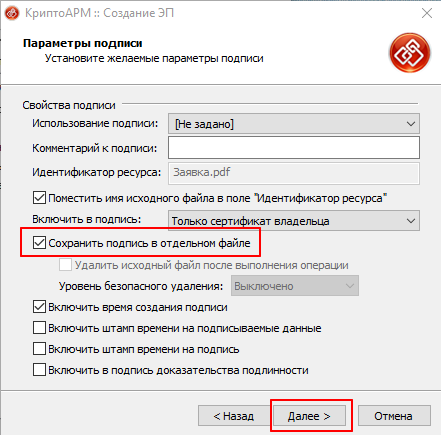 КриптоАРМ :: Создание ЭП
Параметры подписи
Установите желаемые параметры подписи
Свойства подписи
Использование подписи: [Не задано]
Комментарий к подписи:
Идентификатор ресурса: Заявка.pdf
Поместить имя исходного файла в поле "Идентификатор ресурса"
Включить в подпись: Только сертификат владельца
Сохранить подпись в отдельном файле
Удалить исходный файл после выполнения операции
Уровень безопасного удаления: Выключено
Включить время создания подписи
Включить штамп времени на подписываемые данные
Включить штамп времени на подпись
Включить в подпись доказательства подлинности
< Назад Далее > Отмена